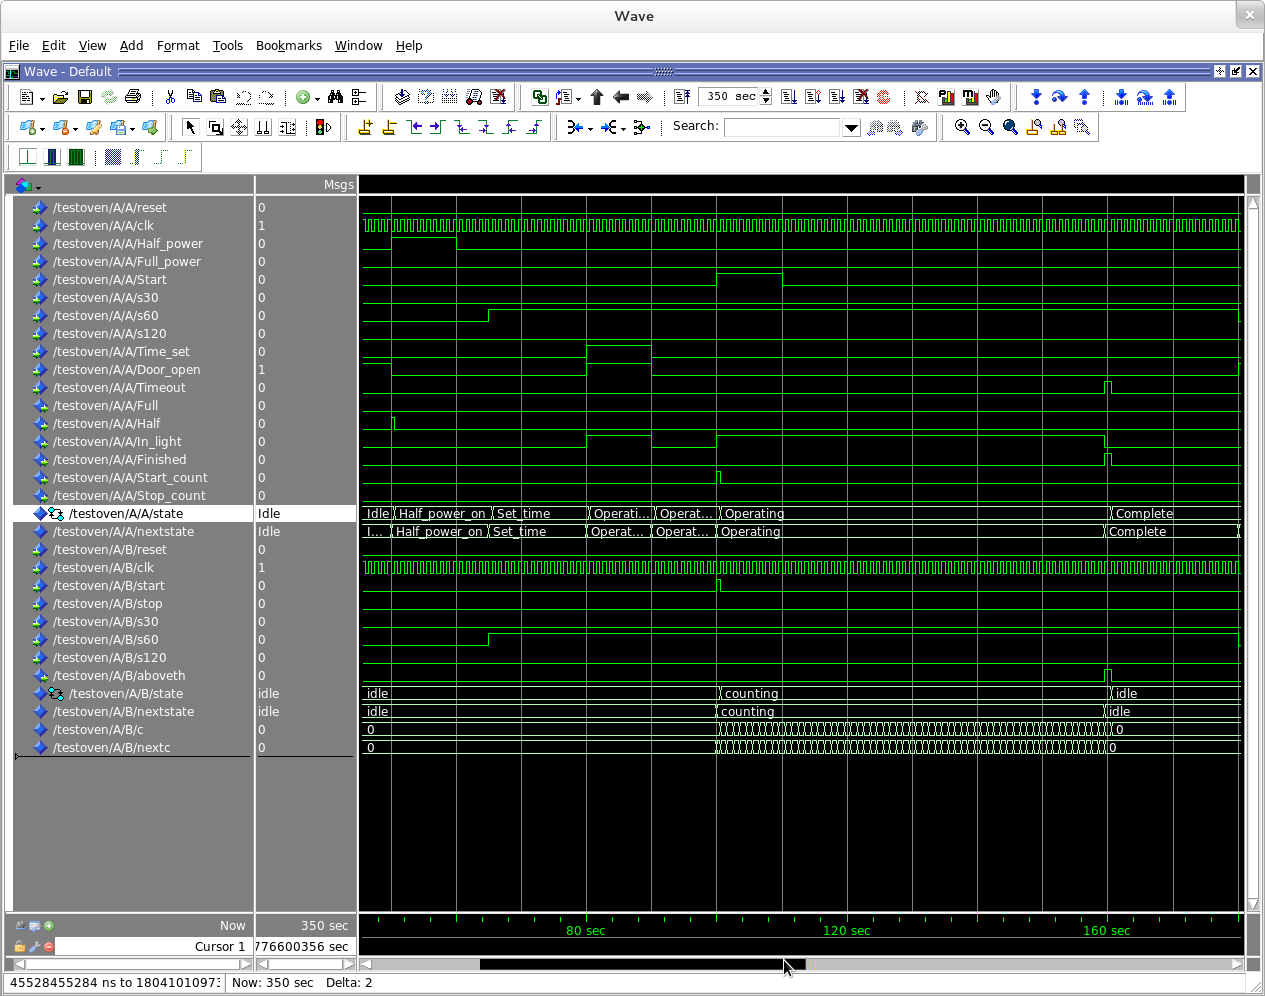 Wave
File Edit View Add Format Tools Bookmarks Window Help
Wave - Default
350 sec
Search:
Msgs
/testoven/A/A/reset 0
/testoven/A/A/clk 1
/testoven/A/A/Half_power 0
/testoven/A/A/Full_power 0
/testoven/A/A/Start 0
/testoven/A/A/s30 0
/testoven/A/A/s60 0
/testoven/A/A/s120 0
/testoven/A/A/Time_set 0
/testoven/A/A/Door_open 1
/testoven/A/A/Timeout 0
/testoven/A/A/Full 0
/testoven/A/A/Half 0
/testoven/A/A/In_light 0
/testoven/A/A/Finished 0
/testoven/A/A/Start_count 0
/testoven/A/A/Stop_count 0
/testoven/A/A/state Idle Idle Half_power_on Set_time Operati... Operat... Operating Complete
/testoven/A/A/nextstate Idle I... Half_power_on Set_time Operat... Operat... Operating Complete
/testoven/A/B/reset 0
/testoven/A/B/clk 1
/testoven/A/B/start 0
/testoven/A/B/stop 0
/testoven/A/B/s30 0
/testoven/A/B/s60 0
/testoven/A/B/s120 0
/testoven/A/B/aboveth 0
/testoven/A/B/state idle idle counting idle
/testoven/A/B/nextstate idle idle counting idle
/testoven/A/B/c 0 0 0
/testoven/A/B/nextc 0 0 0
Now 350 sec
80 sec 120 sec 160 sec
Cursor 1 776600356 sec
45528455284 ns to 18041010973 Now: 350 sec Delta: 2